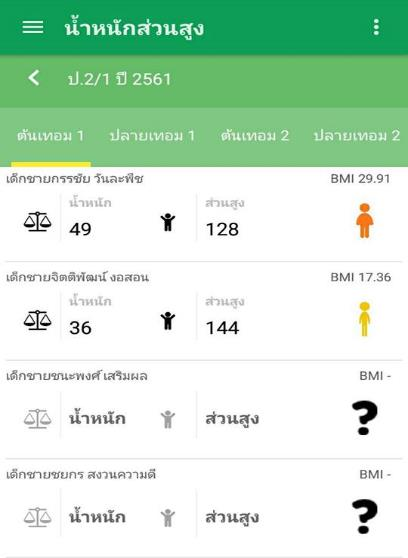 น้ำหนักส่วนสูง
ป.2/1 ปี 2561
ต้นเทอม 1 ปลายเทอม 1 ต้นเทอม 2 ปลายเทอม 2
เด็กชายกรรชัย วันละพืช BMI 29.91
น้ำหนัก ส่วนสูง
49 128
เด็กชายจิตติพัฒน์ งอสอน BMI 17.36
น้ำหนัก ส่วนสูง
36 144
เด็กชายชนะพงศ์ เสริมผล BMI -
น้ำหนัก ส่วนสูง ?
เด็กชายชยกร สงวนความดี BMI -
น้ำหนัก ส่วนสูง ?